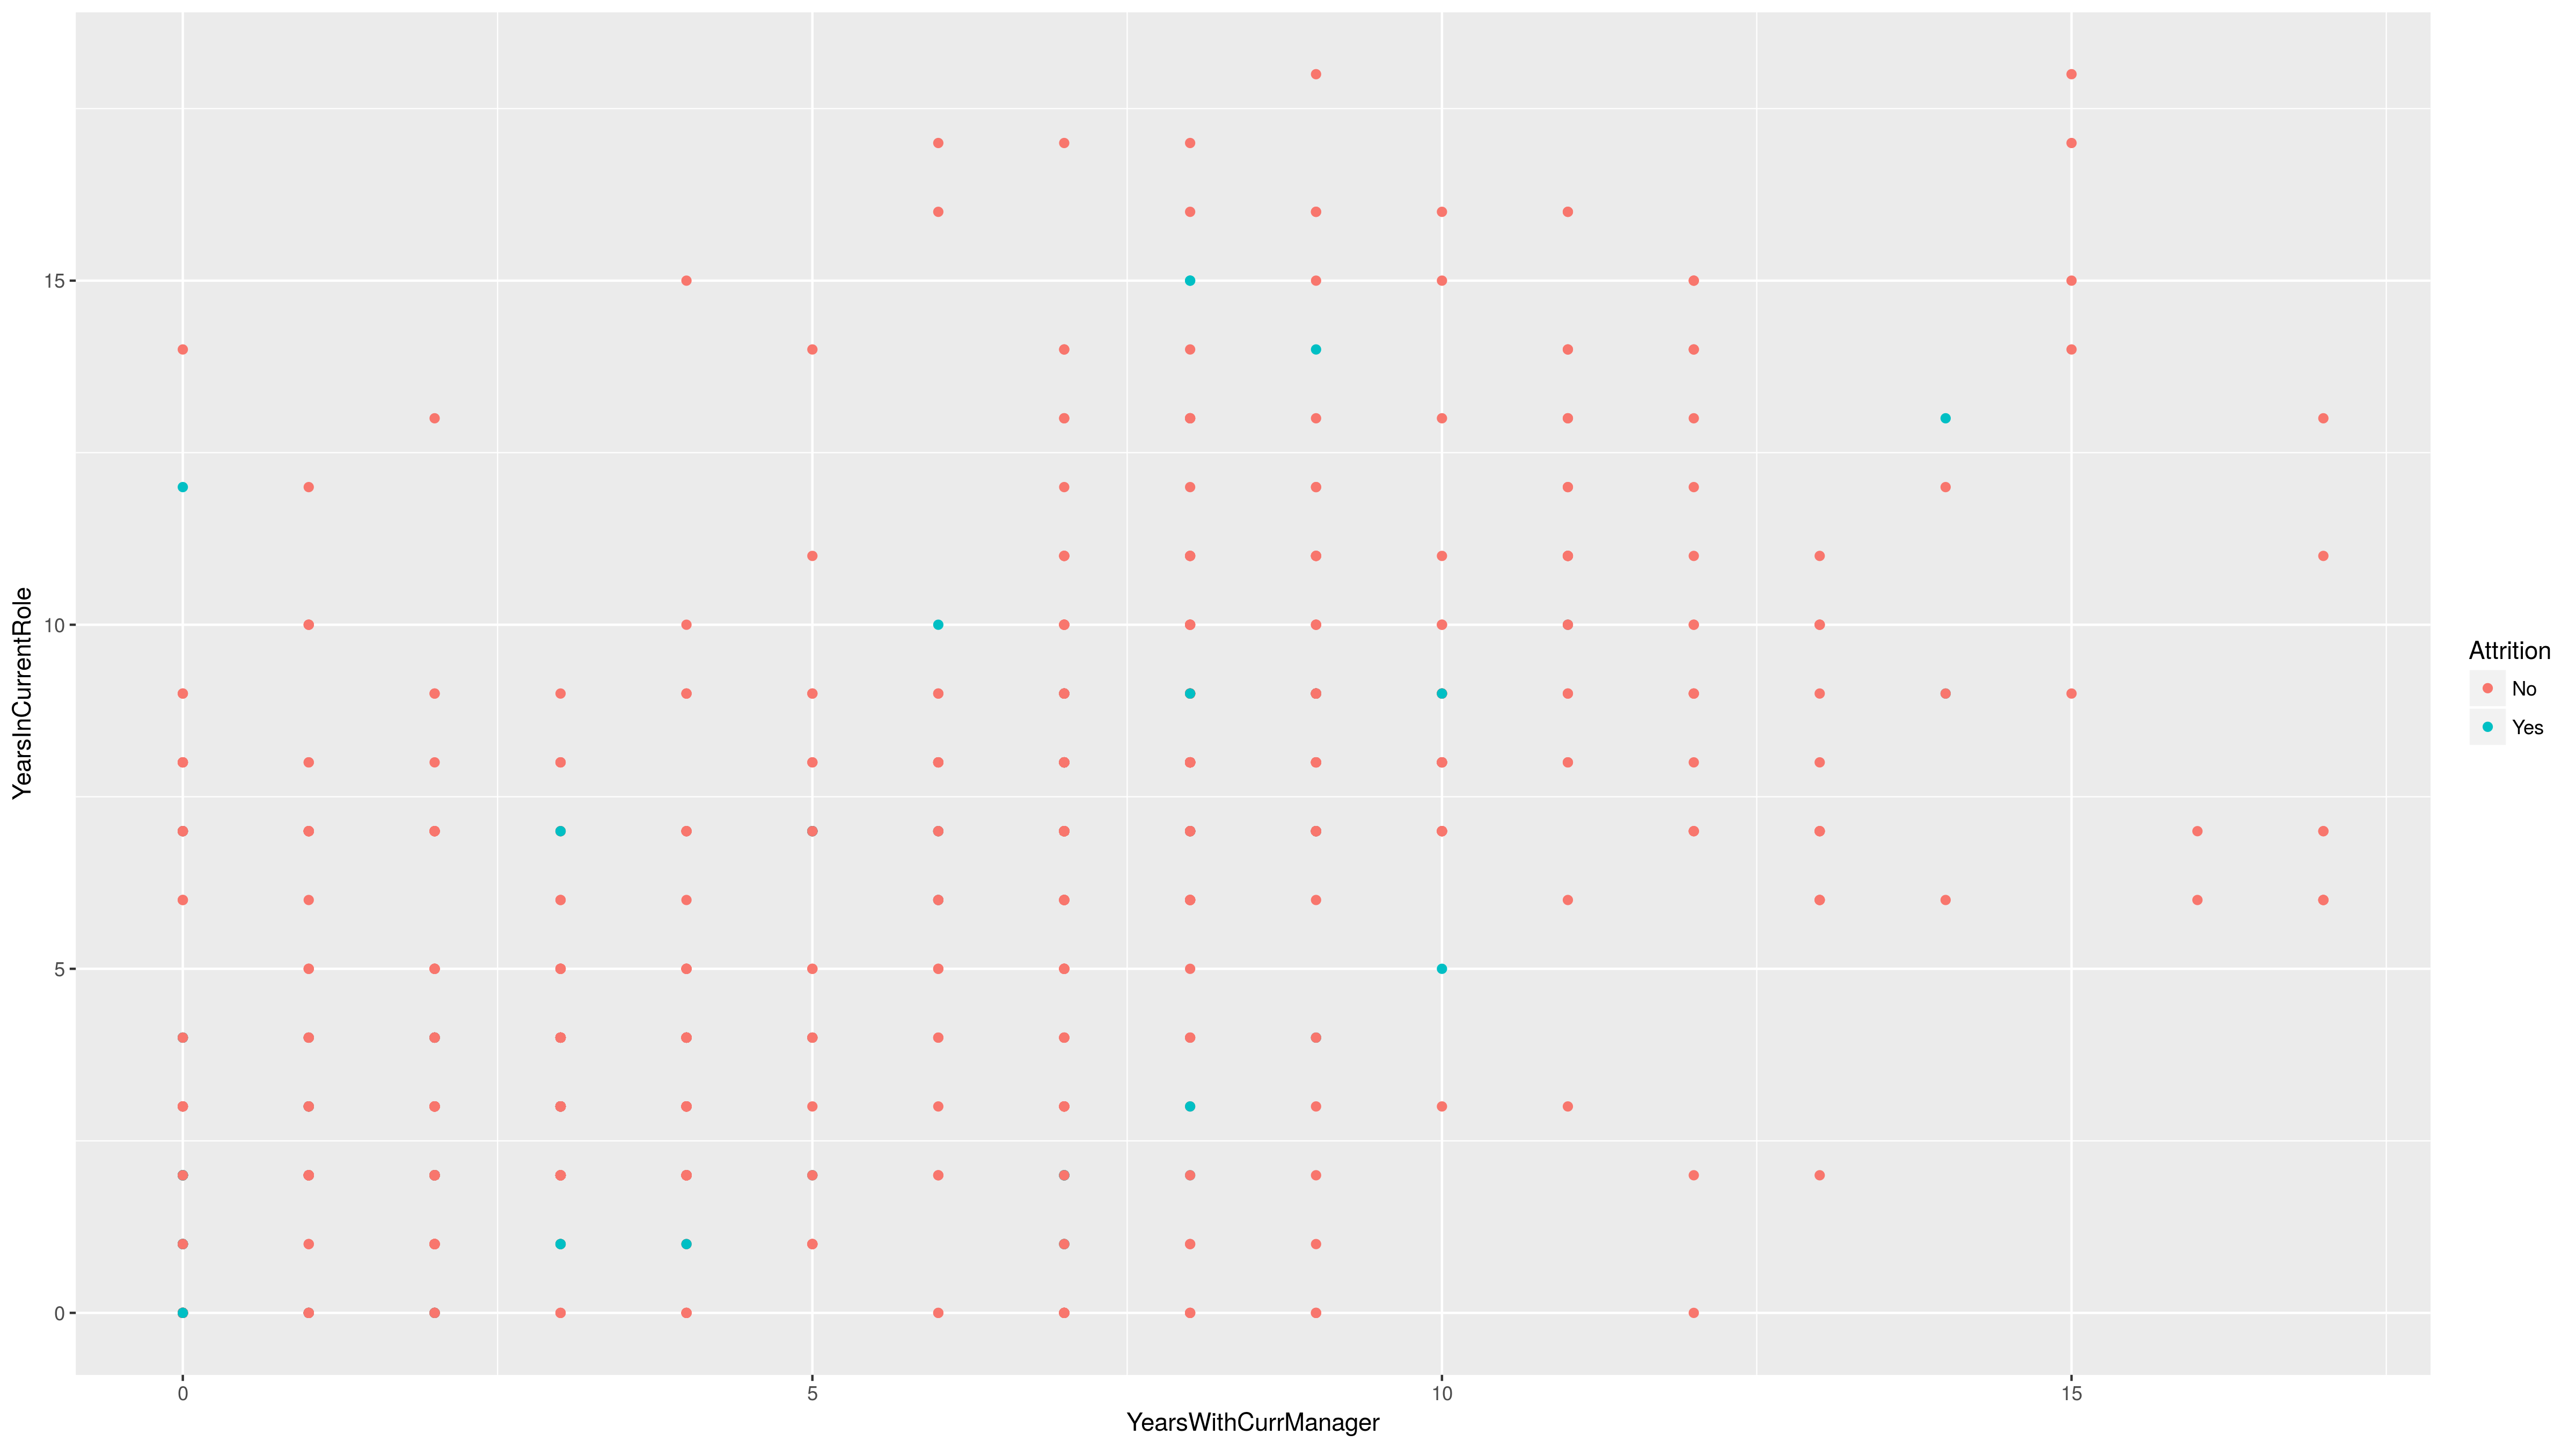 15
10
5
0
YearsInCurrentRole
0
5
10
15
YearsWithCurrManager
Attrition
No
Yes